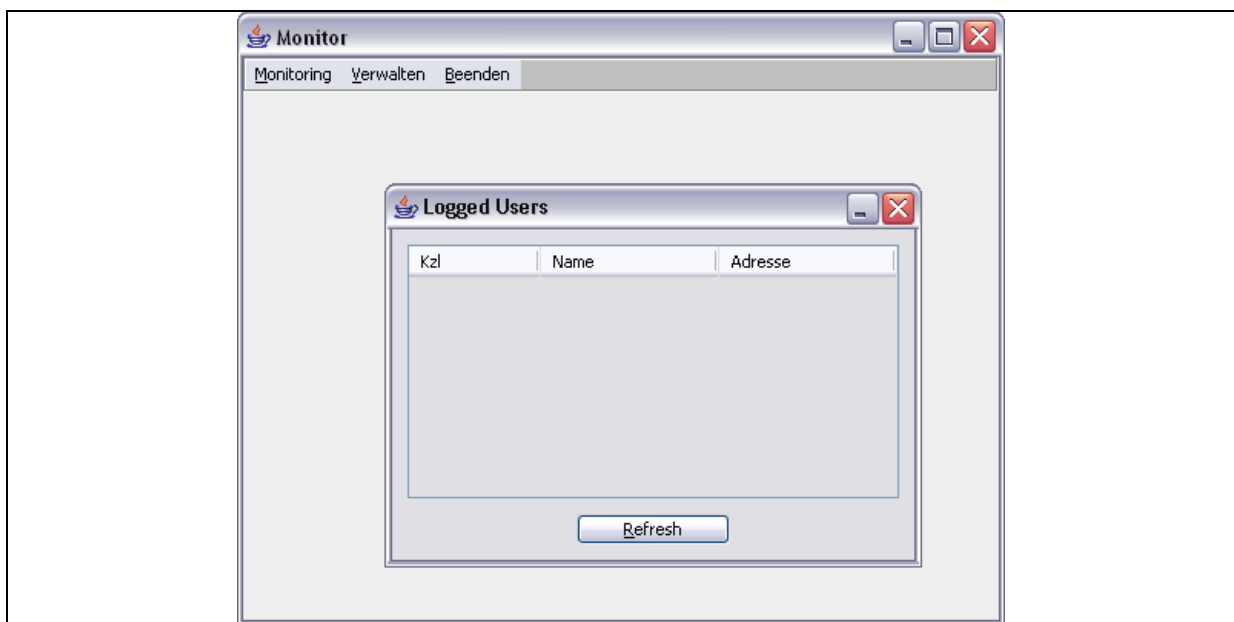 Monitor
Monitoring Verwalten Beenden
Logged Users
Kzl Name Adresse
Refresh